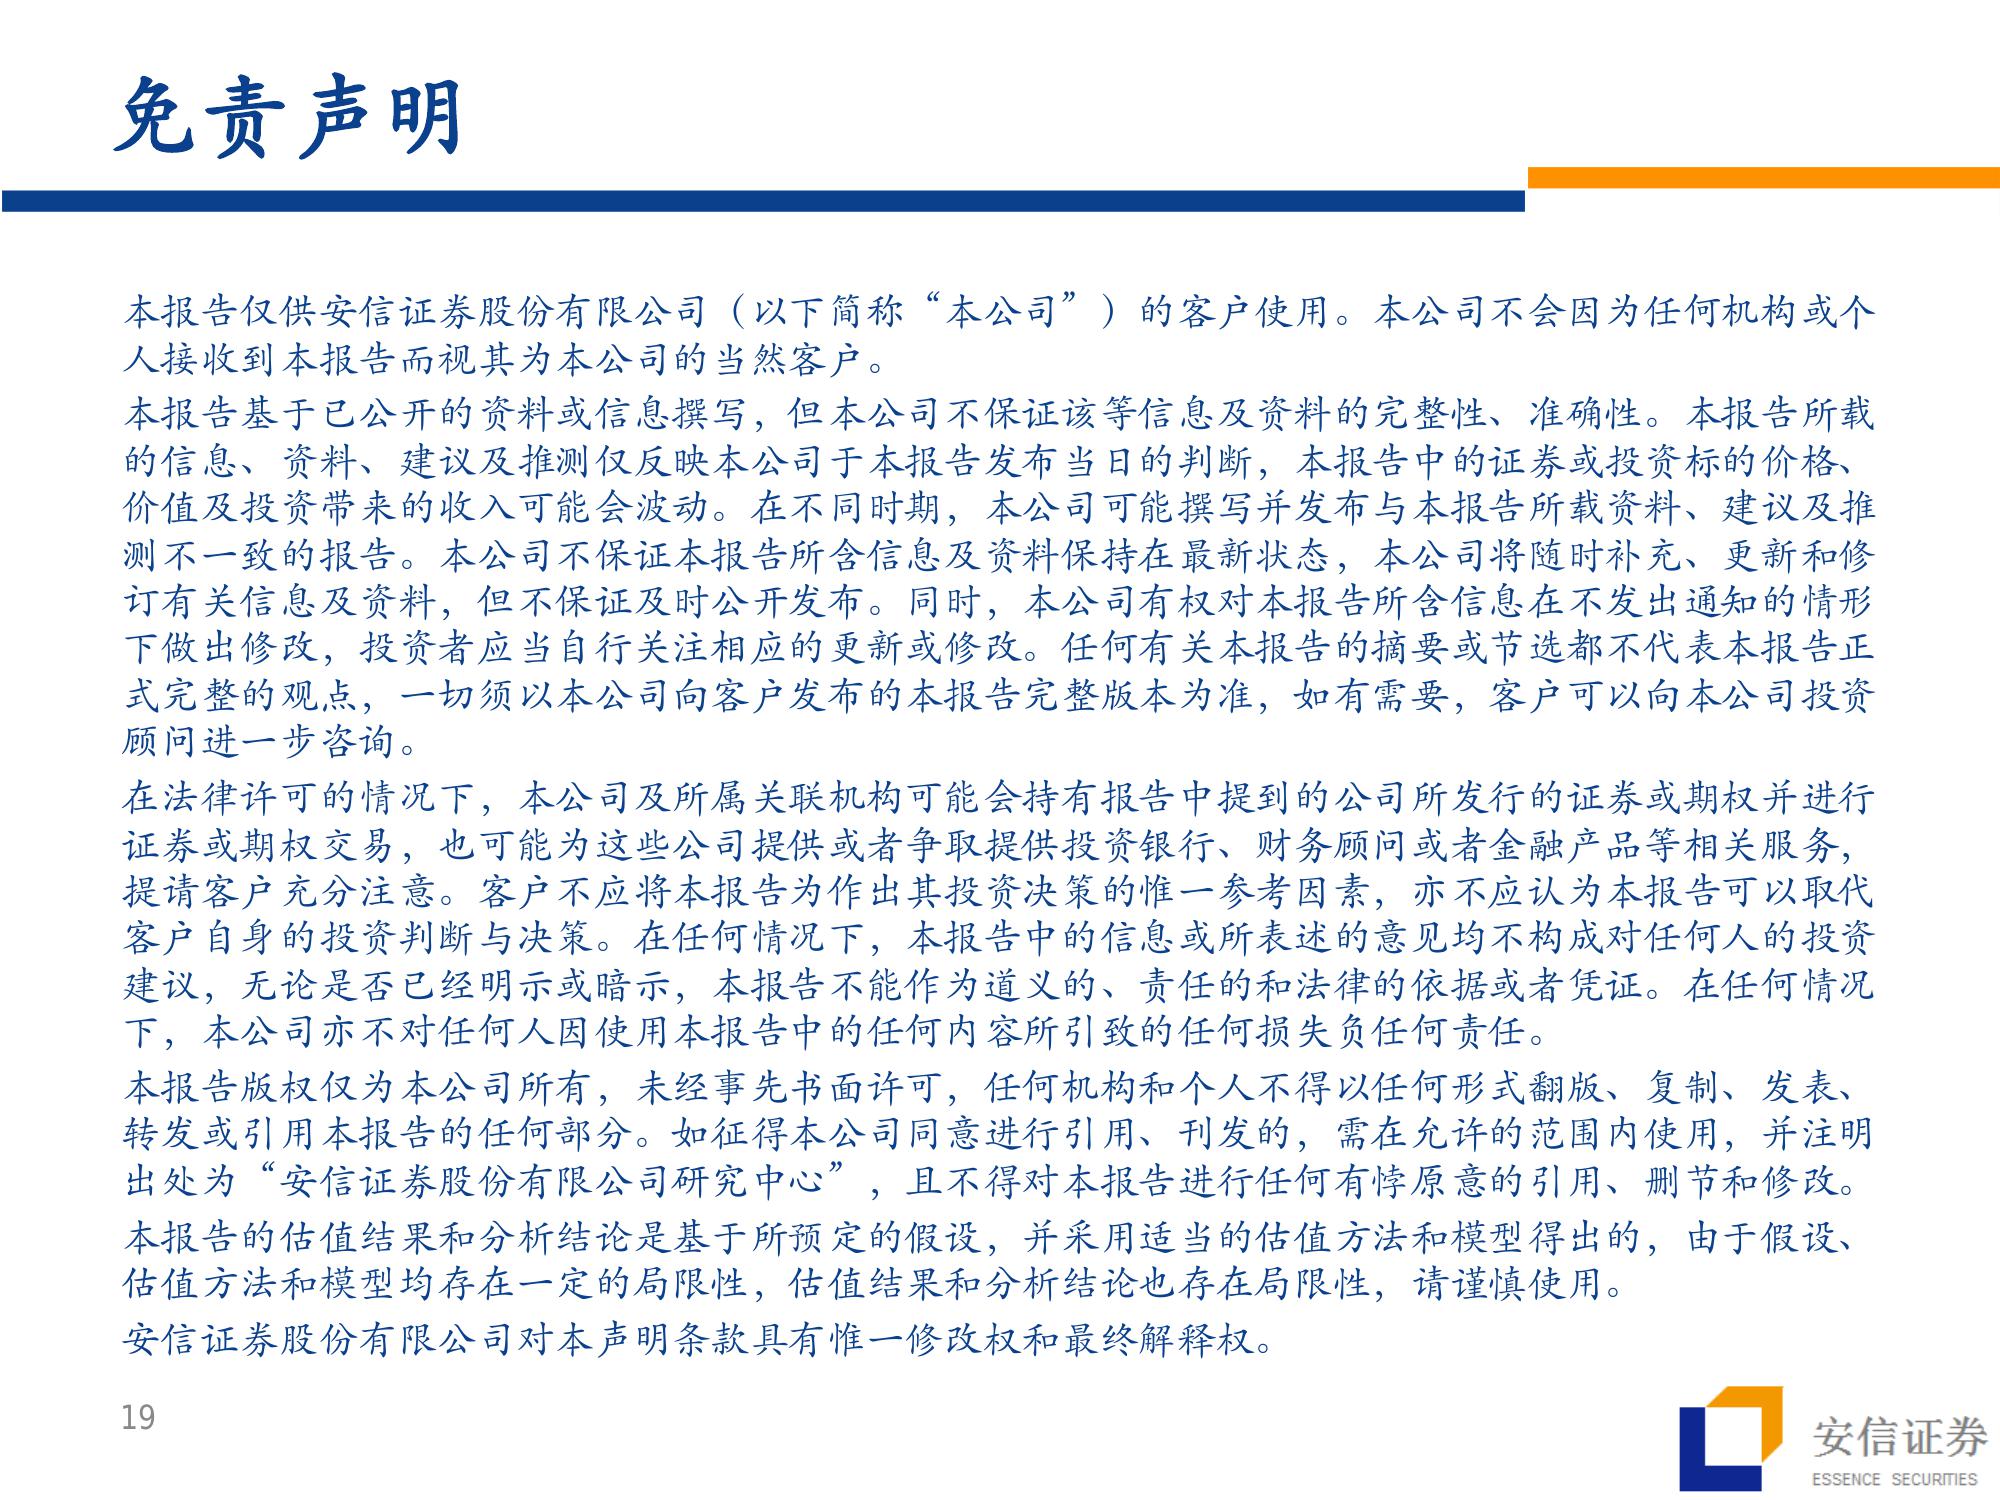 免责声明
本报告仅供安信证券股份有限公司（以下简称“本公司”）的客户使用。本公司不会因为任何机构或个
人接收到本报告而视其为本公司的当然客户。
本报告基于已公开的资料或信息撰写，但本公司不保证该等信息及资料的完整性、准确性。本报告所载
的信息、资料、建议及推测仅反映本公司于本报告发布当日的判断，本报告中的证券或投资标的价格、
价值及投资带来的收入可能会波动。在不同时期，本公司可能撰写并发布与本报告所载资料、建议及推
测不一致的报告。本公司不保证本报告所含信息及资料保持在最新状态，本公司将随时补充、更新和修
订有关信息及资料，但不保证及时公开发布。同时，本公司有权对本报告所含信息在不发出通知的情形
下做出修改，投资者应当自行关注相应的更新或修改。任何有关本报告的摘要或节选都不代表本报告正
式完整的观点，一切须以本公司向客户发布的本报告完整版本为准，如有需要，客户可以向本公司投资
顾问进一步咨询。
在法律许可的情况下，本公司及所属关联机构可能会持有报告中提到的公司所发行的证券或期权并进行
证券或期权交易，也可能为这些公司提供或者争取提供投资银行、财务顾问或者金融产品等相关服务，
提请客户充分注意。客户不应将本报告为作出其投资决策的惟一参考因素，亦不应认为本报告可以取代
客户自身的投资判断与决策。在任何情况下，本报告中的信息或所表述的意见均不构成对任何人的投资
建议，无论是否已经明示或暗示，本报告不能作为道义的、责任的和法律的依据或者凭证。在任何情况
下，本公司亦不对任何人因使用本报告中的任何内容所引致的任何损失负任何责任。
本报告版权仅为本公司所有，未经事先书面许可，任何机构和个人不得以任何形式翻版、复制、发表、
转发或引用本报告的任何部分。如征得本公司同意进行引用、刊发的，需在允许的范围内使用，并注明
出处为“安信证券股份有限公司研究中心”，且不得对本报告进行任何有悖原意的引用、删节和修改。
本报告的估值结果和分析结论是基于所预定的假设，并采用适当的估值方法和模型得出的，由于假设、
估值方法和模型均存在一定的局限性，估值结果和分析结论也存在局限性，请谨慎使用。
安信证券股份有限公司对本声明条款具有惟一修改权和最终解释权。
19
安信证券
ESSENCE SECURITIES